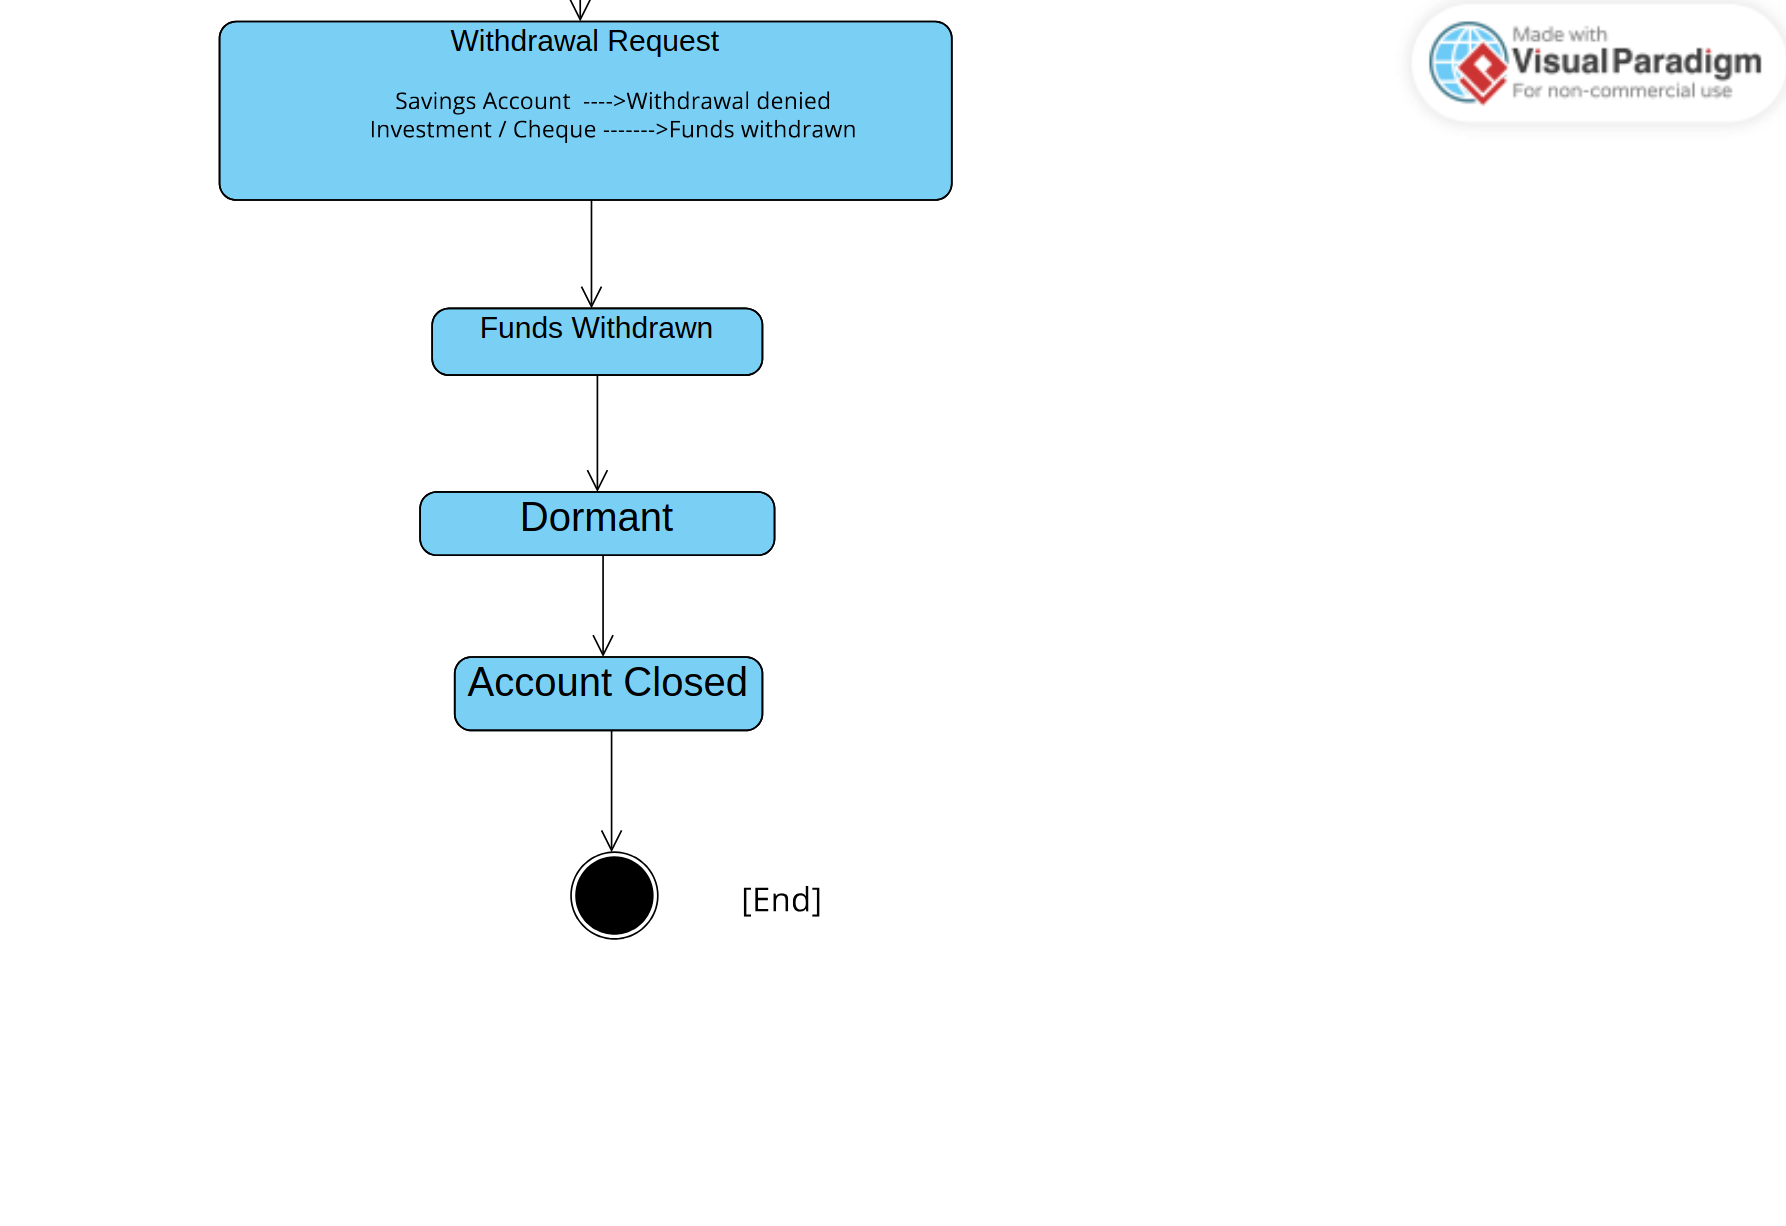 Withdrawal Request
Savings Account  ---->Withdrawal denied
Investment / Cheque ------->Funds withdrawn
Made with
Visual Paradigm
For non-commercial use
Funds Withdrawn
Dormant
Account Closed
[End]